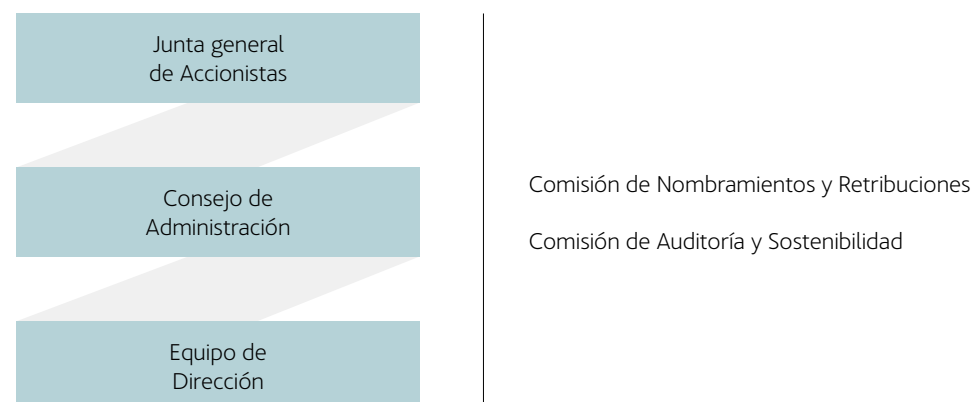 Junta general
de Accionistas
Consejo de
Administración
Comisión de Nombramientos y Retribuciones
Comisión de Auditoría y Sostenibilidad
Equipo de
Dirección